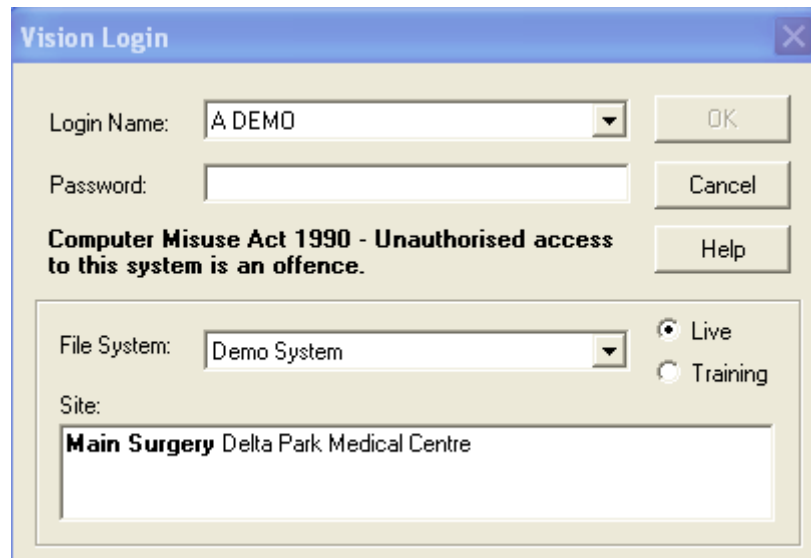 Vision Login
Login Name:
A DEMO
OK
Password:
Cancel
Computer Misuse Act 1990 - Unauthorised access
to this system is an offence.
Help
File System:
Demo System
Live
Training
Site:
Main Surgery Delta Park Medical Centre